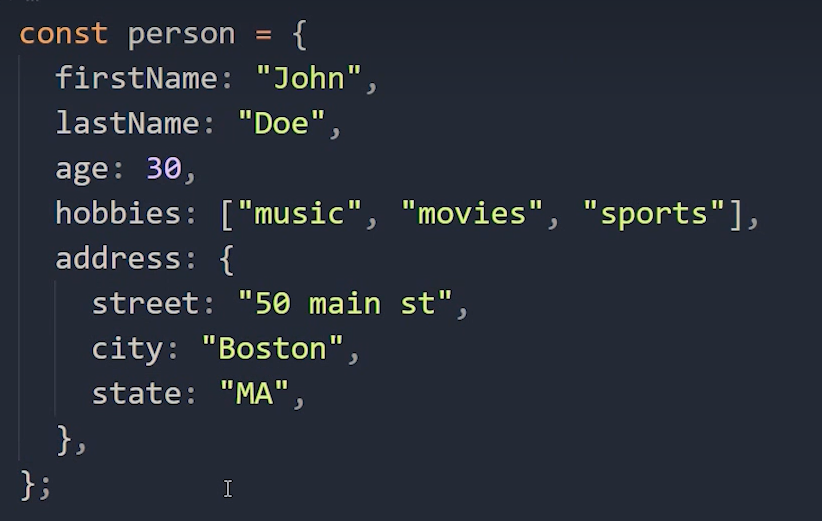 const person = {
  firstName: "John",
  lastName: "Doe",
  age: 30,
  hobbies: ["music", "movies", "sports"],
  address: {
    street: "50 main st",
    city: "Boston",
    state: "MA",
  },
};